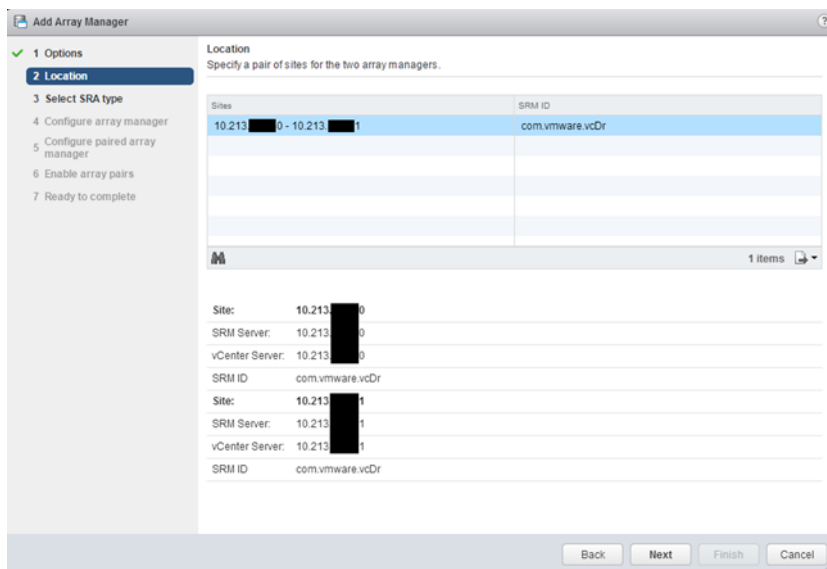 Add Array Manager
?
1 Options
2 Location
3 Select SRA type
4 Configure array manager
5 Configure paired array
manager
6 Enable array pairs
7 Ready to complete
Location
Specify a pair of sites for the two array managers.
Sites SRM ID
10.213. 0 - 10.213. 1 com.vmware.vcDr
1 items
Site: 10.213. 0
SRM Server: 10.213. 0
vCenter Server: 10.213. 0
SRM ID com.vmware.vcDr
Site: 10.213 1
SRM Server: 10.213 1
vCenter Server: 10.213 1
SRM ID com.vmware.vcDr
Back Next Finish Cancel